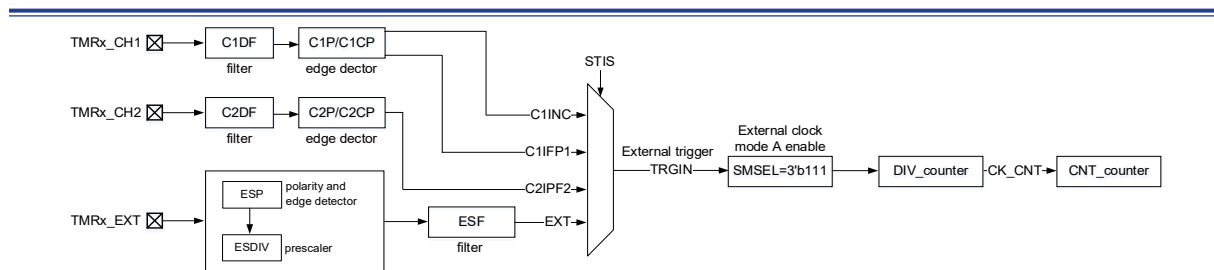 TMRx_CH1
C1DF
filter
C1P/C1CP
edge dector
STIS
TMRx_CH2
C2DF
filter
C2P/C2CP
edge dector
C1INC
C1IFP1
C2IPF2
EXT
External trigger
TRGIN
External clock
mode A enable
SMSEL=3'b111
DIV_counter
CK_CNT
CNT_counter
TMRx_EXT
ESP
polarity and
edge detector
ESDIV
prescaler
ESF
filter